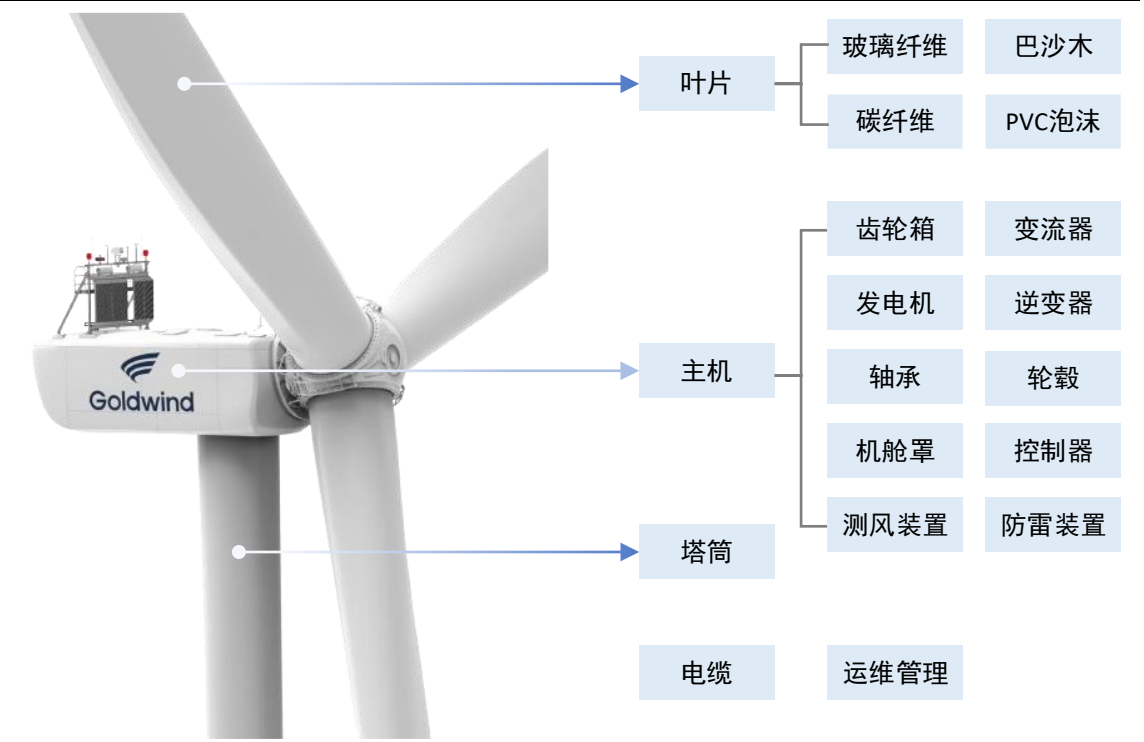 玻璃纤维 巴沙木
叶片
碳纤维 PVC泡沫
齿轮箱 变流器
发电机 逆变器
主机
轴承 轮毂
机舱罩 控制器
测风装置 防雷装置
塔筒
电缆 运维管理
Goldwind